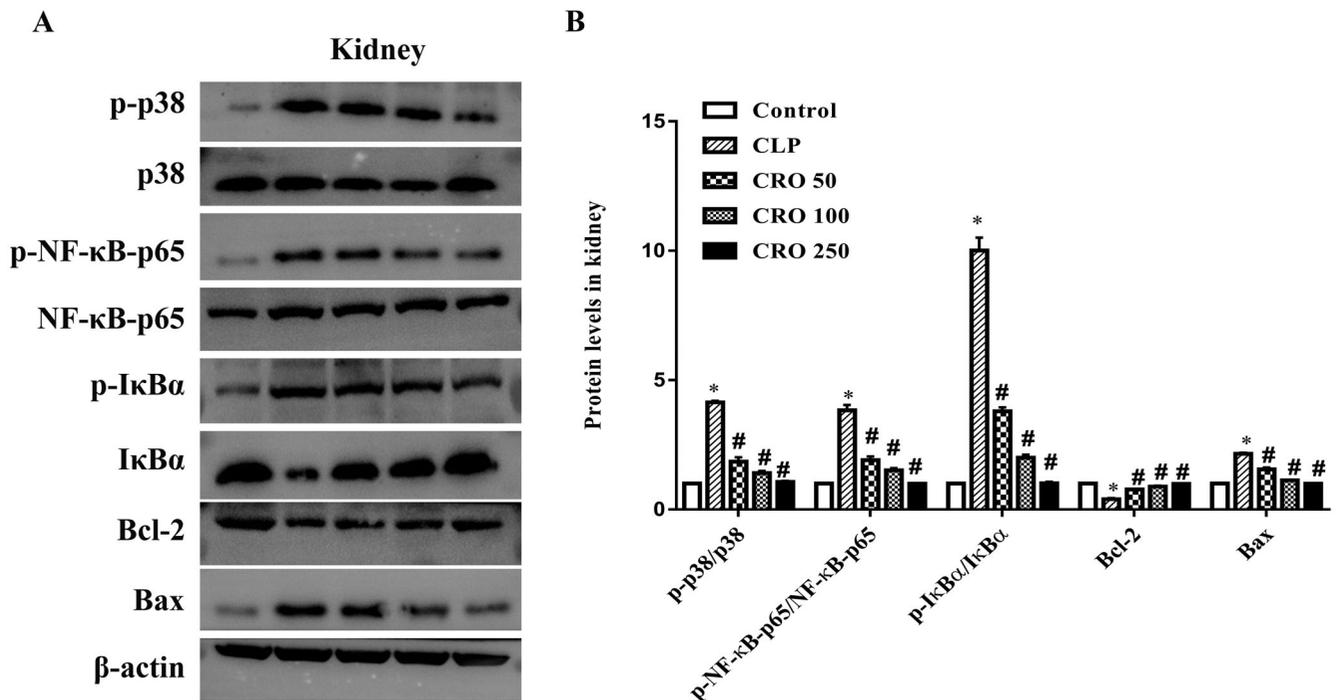 A
Kidney
p-p38
p38
p-NF-κB-p65
NF-κB-p65
p-IκBα
IκBα
Bcl-2
Bax
β-actin
B
Control
CLP
CRO 50
CRO 100
CRO 250
Protein levels in kidney
15
10
5
0
*
#
#
#
*
#
#
#
*
#
#
#
*
#
#
#
*
#
#
#
p-p38/p38
p-NF-κB-p65/NF-κB-p65
p-IκBα/IκBα
Bcl-2
Bax